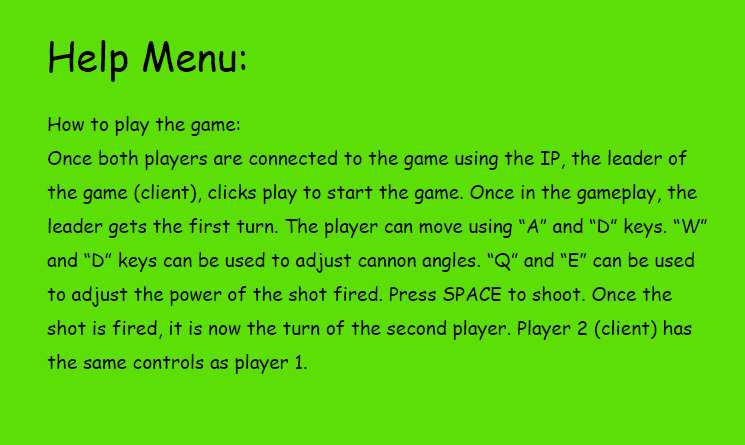 Help Menu:
How to play the game:
Once both players are connected to the game using the IP, the leader of
the game (client), clicks play to start the game. Once in the gameplay, the
leader gets the first turn. The player can move using “A” and “D” keys. “W”
and “D” keys can be used to adjust cannon angles. “Q” and “E” can be used
to adjust the power of the shot fired. Press SPACE to shoot. Once the
shot is fired, it is now the turn of the second player. Player 2 (client) has
the same controls as player 1.